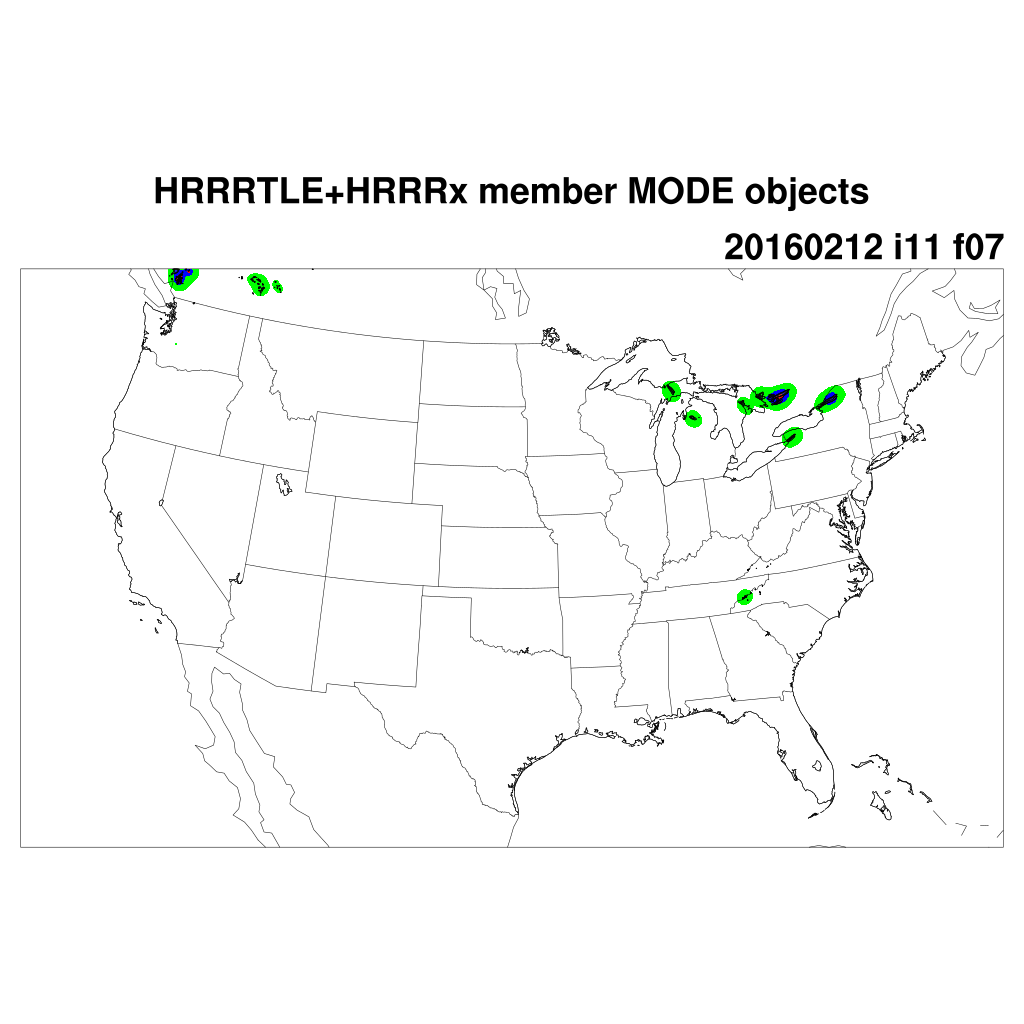 HRRRTLE+HRRRx member MODE objects
20160212 i11 f07